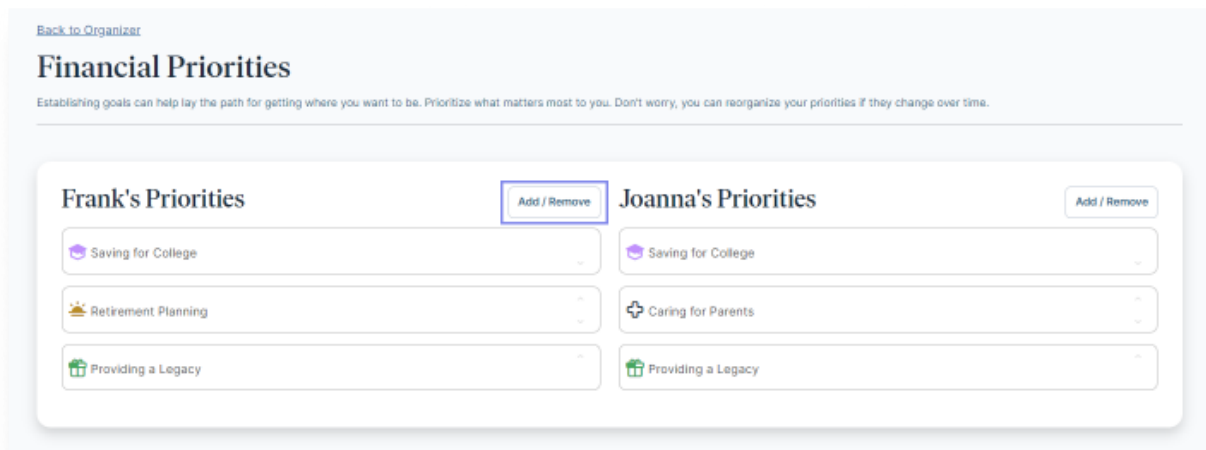 Back to Organizer
Financial Priorities
Establishing goals can help lay the path for getting where you want to be. Prioritize what matters most to you. Don't worry, you can reorganize your priorities if they change over time.
Frank's Priorities
Add / Remove
Saving for College
Retirement Planning
Providing a Legacy
Joanna's Priorities
Add / Remove
Saving for College
Caring for Parents
Providing a Legacy